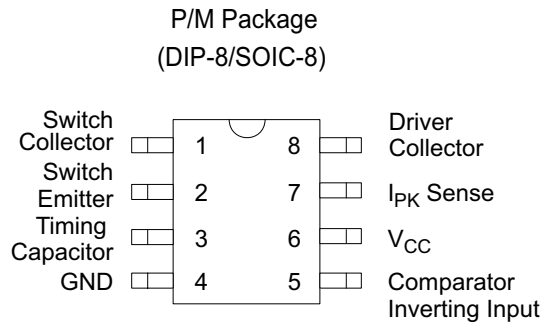 P/M Package
(DIP-8/SOIC-8)
Switch
Collector
1
8
Driver
Collector
Switch
Emitter
2
7
IPK Sense
Timing
Capacitor
3
6
VCC
GND
4
5
Comparator
Inverting Input